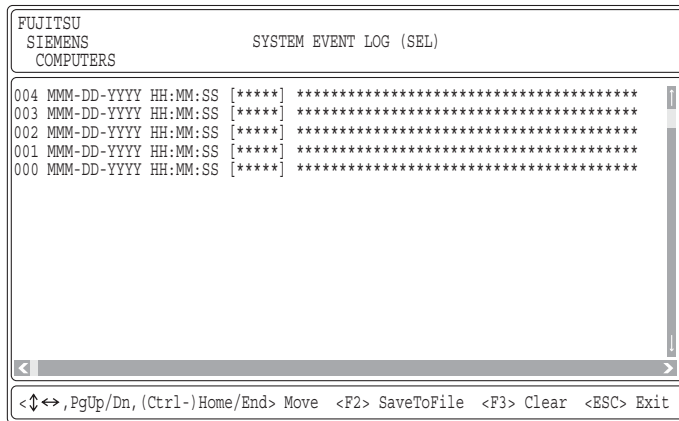 FUJITSU
SIEMENS SYSTEM EVENT LOG (SEL)
COMPUTERS
004 MMM-DD-YYYY HH:MM:SS [*****] ****************************************
003 MMM-DD-YYYY HH:MM:SS [*****] ****************************************
002 MMM-DD-YYYY HH:MM:SS [*****] ****************************************
001 MMM-DD-YYYY HH:MM:SS [*****] ****************************************
000 MMM-DD-YYYY HH:MM:SS [*****] ****************************************
<↕↔,PgUp/Dn,(Ctrl-)Home/End> Move <F2> SaveToFile <F3> Clear <ESC> Exit